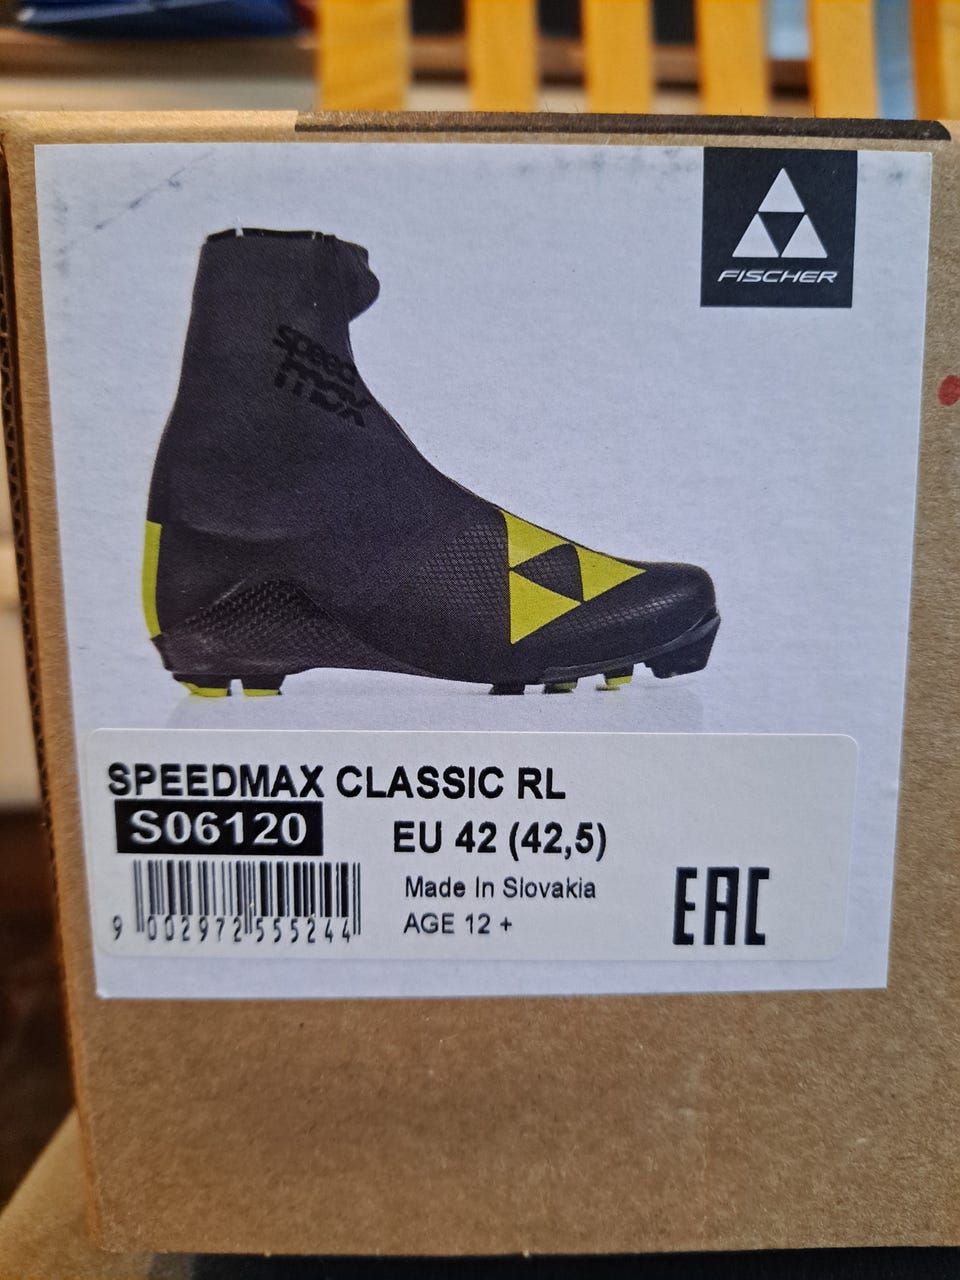 FISCHER
speed
max
SPEEDMAX CLASSIC RL
S06120
EU 42 (42,5)
Made In Slovakia
AGE 12 +
9 002972 555244
EAC